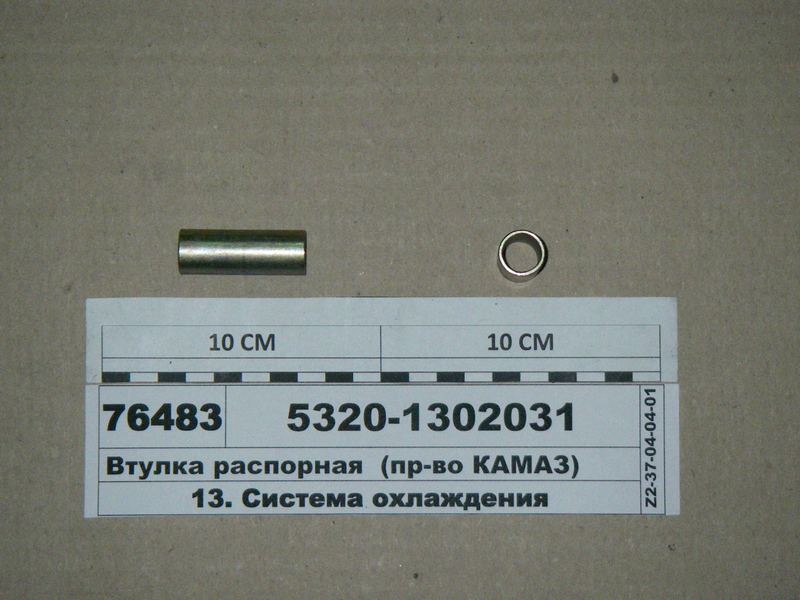 10 СМ 10 СМ
76483 5320-1302031
Втулка распорная (пр-во КАМАЗ)
13. Система охлаждения
Z2-37-04-04-01